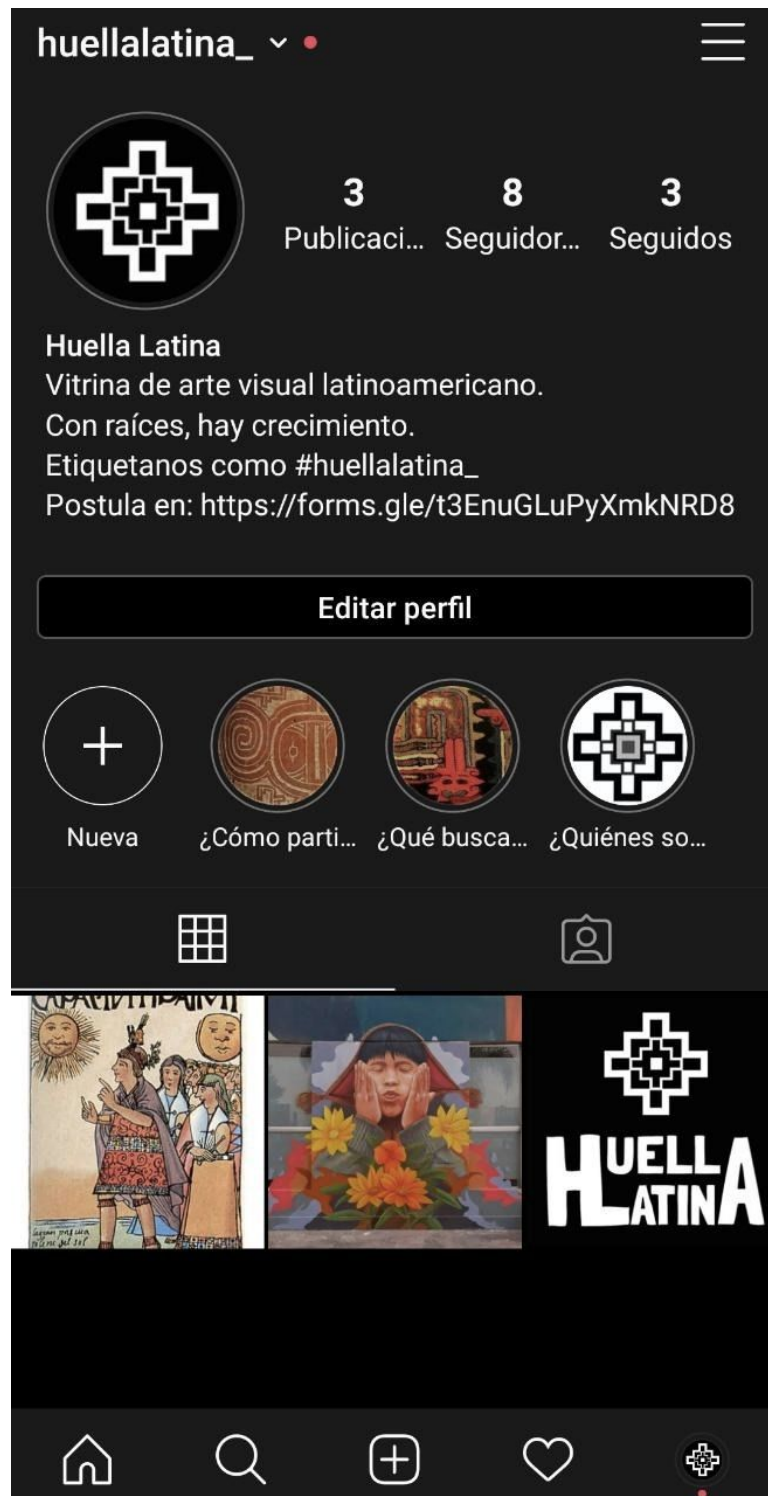 huellalatina_
3 8 3
Publicaci... Seguidor... Seguidos
Huella Latina
Vitrina de arte visual latinoamericano.
Con raíces, hay crecimiento.
Etiquetanos como #huellalatina_
Postula en: https://forms.gle/t3EnuGLuPyXmkNRD8
Editar perfil
Nueva ¿Cómo parti... ¿Qué busca... ¿Quiénes so...
HUELLA
LATINA